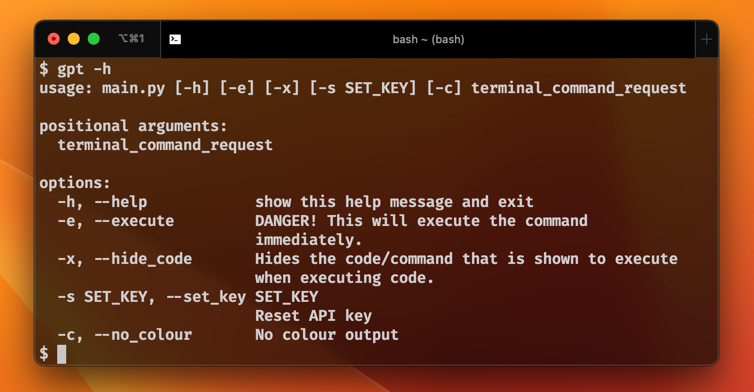 ⌥⌘1
bash ~ (bash)
$ gpt -h
usage: main.py [-h] [-e] [-x] [-s SET_KEY] [-c] terminal_command_request
positional arguments:
terminal_command_request
options:
-h, --help show this help message and exit
-e, --execute DANGER! This will execute the command
immediately.
-x, --hide_code Hides the code/command that is shown to execute
when executing code.
-s SET_KEY, --set_key SET_KEY
Reset API key
-c, --no_colour No colour output
$